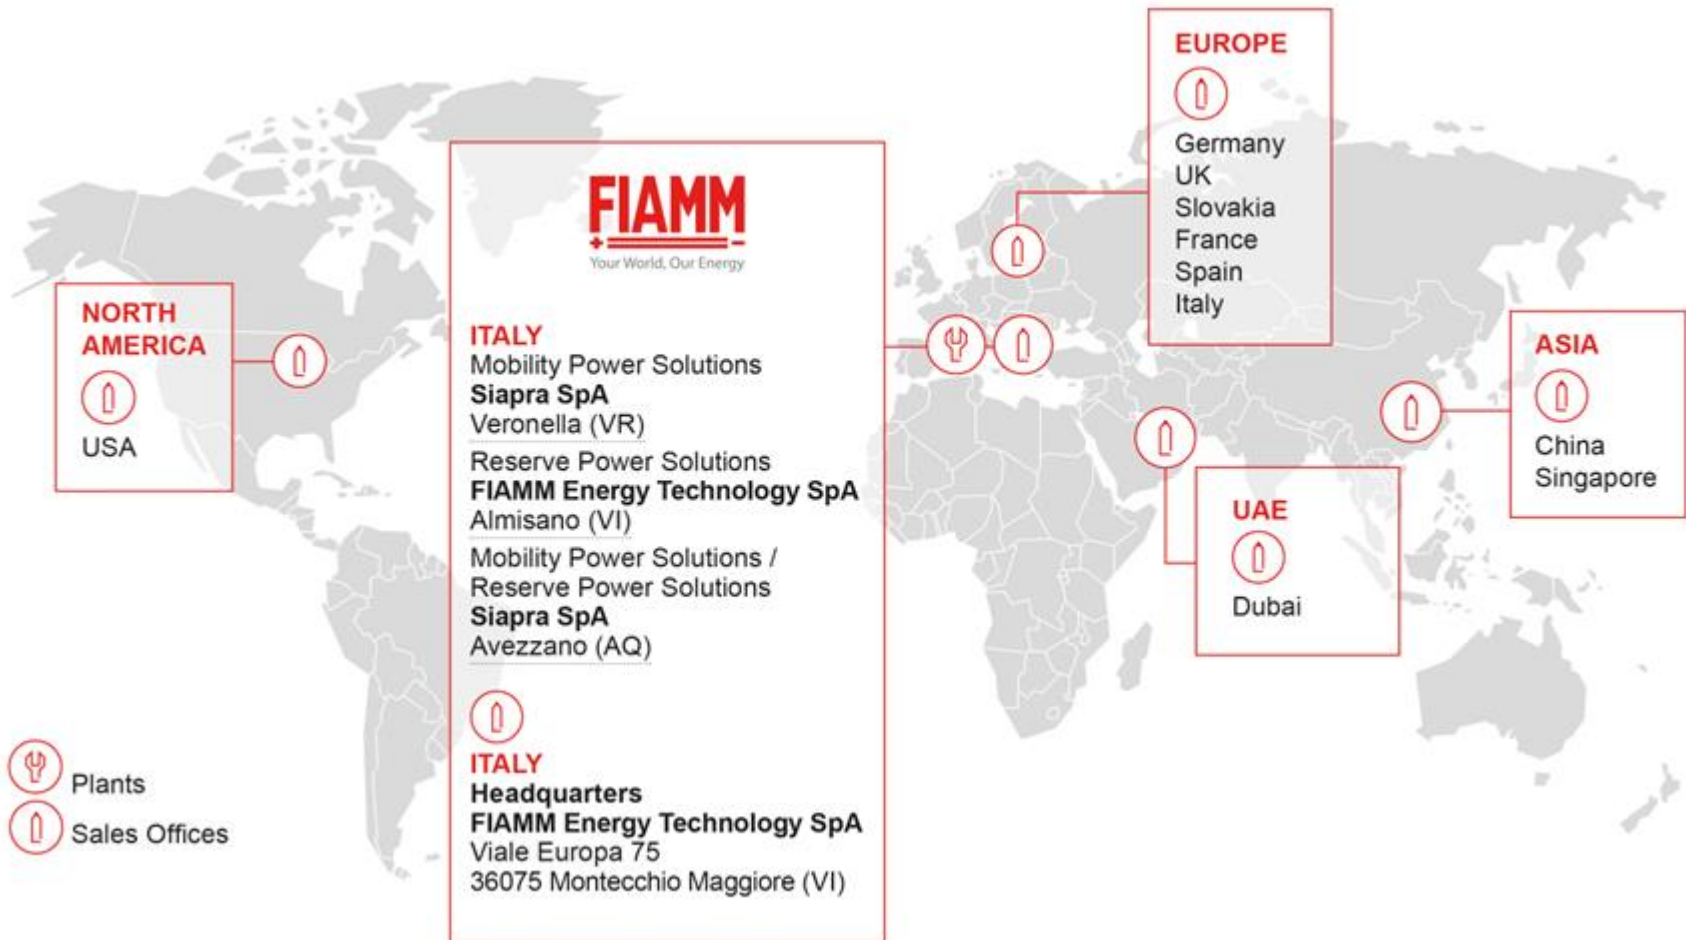 EUROPE
Germany
UK
Slovakia
France
Spain
Italy
FIAMM
Your World, Our Energy
NORTH
AMERICA
USA
ITALY
Mobility Power Solutions
Siapra SpA
Veronella (VR)
Reserve Power Solutions
FIAMM Energy Technology SpA
Almisano (VI)
Mobility Power Solutions /
Reserve Power Solutions
Siapra SpA
Avezzano (AQ)
ITALY
Headquarters
FIAMM Energy Technology SpA
Viale Europa 75
36075 Montecchio Maggiore (VI)
ASIA
China
Singapore
UAE
Dubai
Plants
Sales Offices